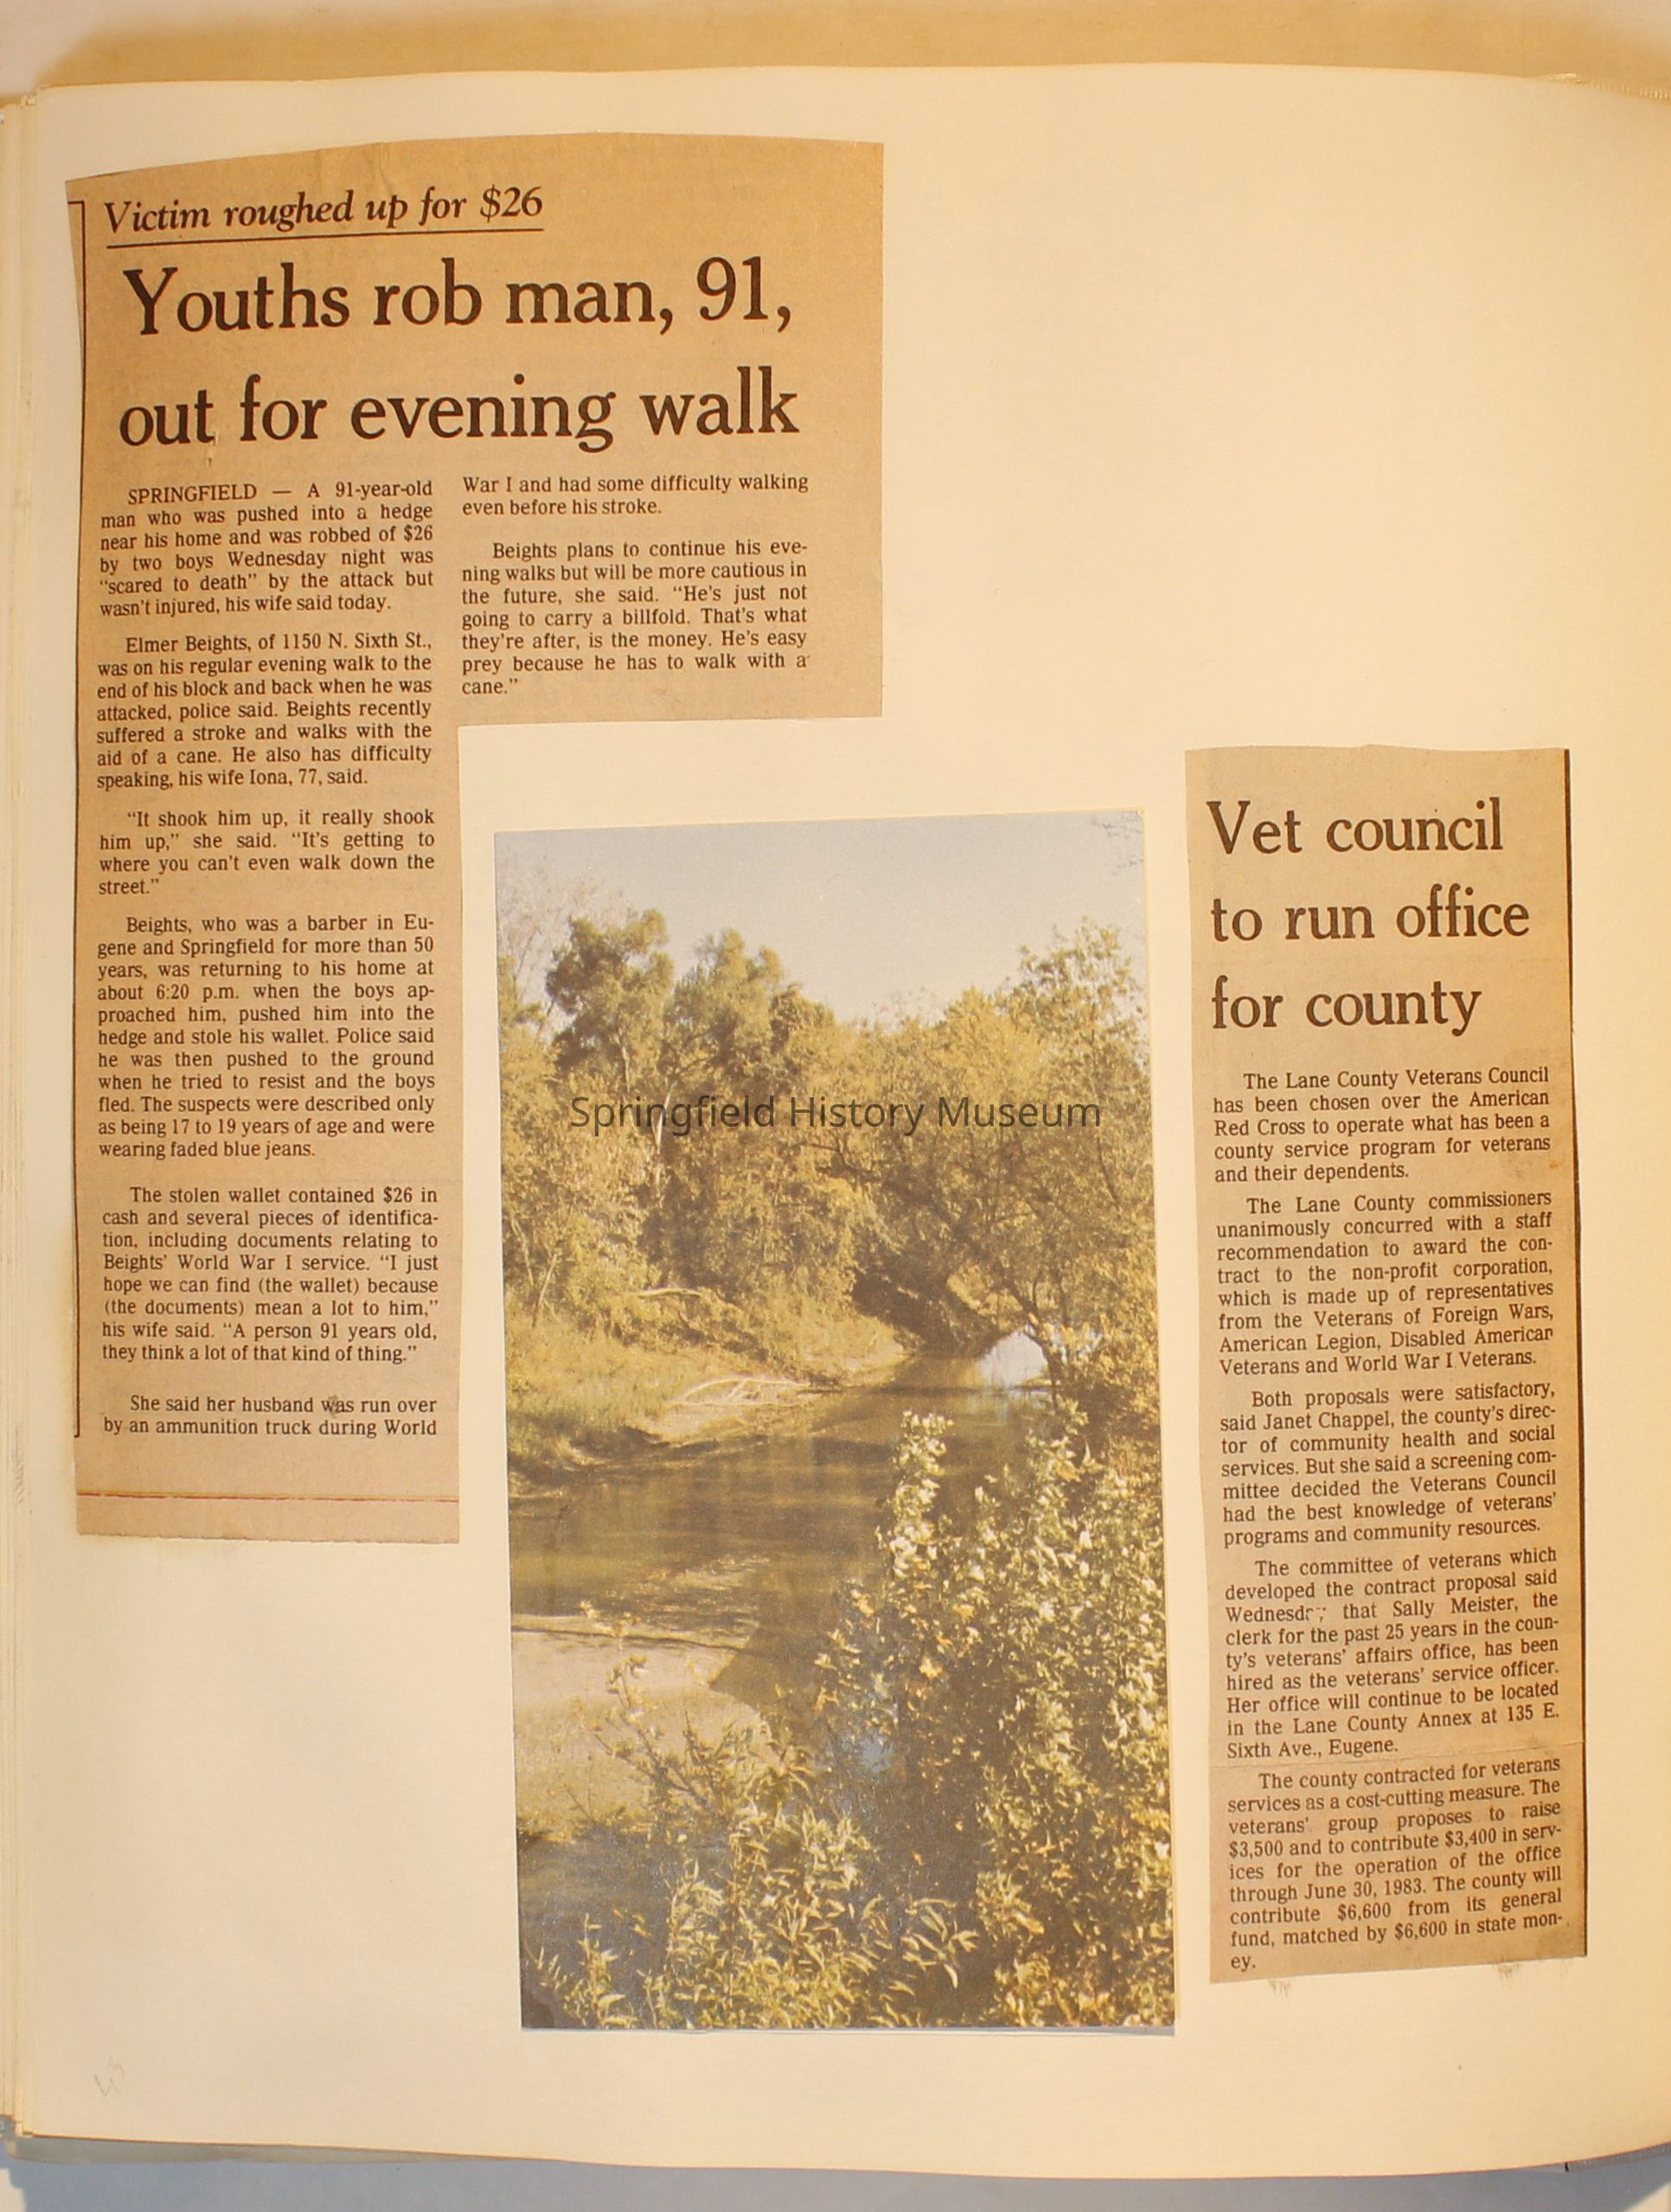 Victim roughed up for $26
Youths rob man, 91,
out for evening walk
SPRINGFIELD — A 91-year-old
man who was pushed into a hedge
near his home and was robbed of $26
by two boys Wednesday night was
“scared to death” by the attack but
wasn't injured, his wife said today.
Elmer Beights, of 1150 N. Sixth St.,
was on his regular evening walk to the
end of his block and back when he was
attacked, police said. Beights recently
suffered a stroke and walks with the
aid of a cane. He also has difficulty
speaking, his wife Iona, 77, said.
“It shook him up, it really shook
him up,” she said. “It's getting to
where you can't even walk down the
street.”
Beights, who was a barber in Eu-
gene and Springfield for more than 50
years, was returning to his home at
about 6:20 p.m. when the boys ap-
proached him, pushed him into the
hedge and stole his wallet. Police said
he was then pushed to the ground
when he tried to resist and the boys
fled. The suspects were described only
as being 17 to 19 years of age and were
wearing faded blue jeans.
The stolen wallet contained $26 in
cash and several pieces of identifica-
tion, including documents relating to
Beights' World War I service. “I just
hope we can find (the wallet) because
(the documents) mean a lot to him,”
his wife said. “A person 91 years old,
they think a lot of that kind of thing.”
She said her husband was run over
by an ammunition truck during World
War I and had some difficulty walking
even before his stroke.
Beights plans to continue his eve-
ning walks but will be more cautious in
the future, she said. “He's just not
going to carry a billfold. That's what
they're after, is the money. He's easy
prey because he has to walk with a
cane.”
Springfield History Museum
Vet council
to run office
for county
The Lane County Veterans Council
has been chosen over the American
Red Cross to operate what has been a
county service program for veterans
and their dependents.
The Lane County commissioners
unanimously concurred with a staff
recommendation to award the con-
tract to the non-profit corporation,
which is made up of representatives
from the Veterans of Foreign Wars,
American Legion, Disabled American
Veterans and World War I Veterans.
Both proposals were satisfactory,
said Janet Chappel, the county's direc-
tor of community health and social
services. But she said a screening com-
mittee decided the Veterans Council
had the best knowledge of veterans'
programs and community resources.
The committee of veterans which
developed the contract proposal said
that Sally Meister, the
clerk for the past 25 years in the coun-
ty's veterans' affairs office, has been
hired as the veterans' service officer.
Her office will continue to be located
in the Lane County Annex at 135 E.
Sixth Ave., Eugene.
The county contracted for veterans
services as a cost-cutting measure. The
veterans' group proposes to raise
$3,500 and to contribute $3,400 in serv-
ices for the operation of the office
through June 30, 1983. The county will
contribute $6,600 from its general
fund, matched by $6,600 in state mon-
ey.